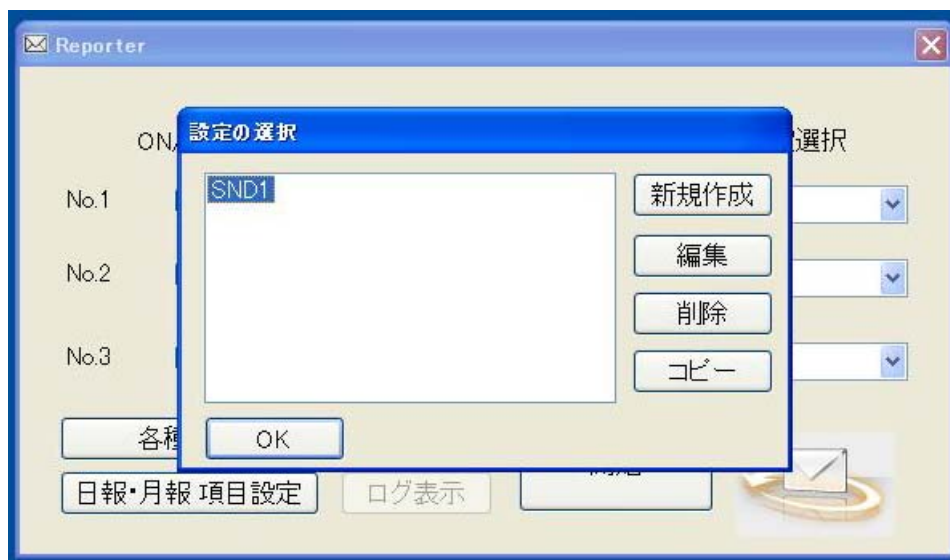 Reporter
設定の選択
ON/
選択
SND1
新規作成
No.1
編集
No.2
削除
No.3
コピー
各種
OK
日報・月報 項目設定
ログ表示